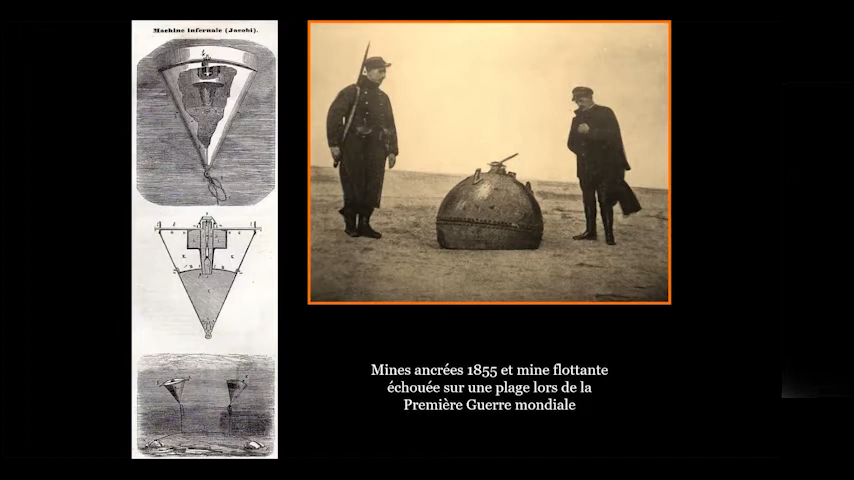 Machine infernale (Jacobi).
Mines ancrées 1855 et mine flottante
échouée sur une plage lors de la
Première Guerre mondiale